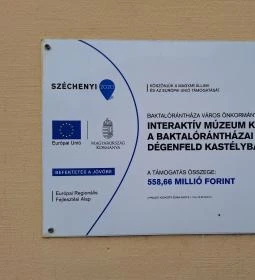 SZÉCHENYI 2020
KÖSZÖNJÜK A MAGYAR ÁLLAM
ÉS AZ EURÓPAI UNIÓ TÁMOGATÁSÁT
BAKTALÓRÁNTHÁZA VÁROS ÖNKORMÁNY
INTERAKTÍV MÚZEUM K
A BAKTALÓRÁNTHÁZAI
DÉGENFELD KASTÉLYBA
A TÁMOGATÁS ÖSSZEGE:
558,66 MILLIÓ FORINT
Európai Unió
MAGYARORSZÁG
KORMÁNYA
BEFEKTETÉS A JÖVŐBE
Európai Regionális
Fejlesztési Alap